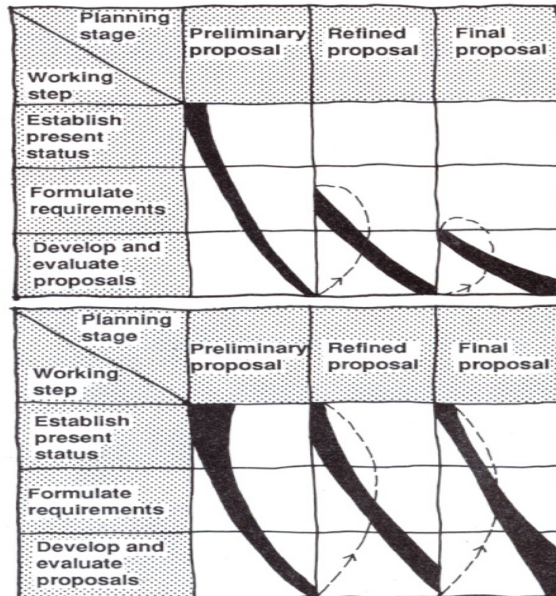 Planning
stage
Working
step
Preliminary
proposal
Refined
proposal
Final
proposal
Establish
present
status
Formulate
requirements
Develop and
evaluate
proposals
Planning
stage
Working
step
Preliminary
proposal
Refined
proposal
Final
proposal
Establish
present
status
Formulate
requirements
Develop and
evaluate
proposals